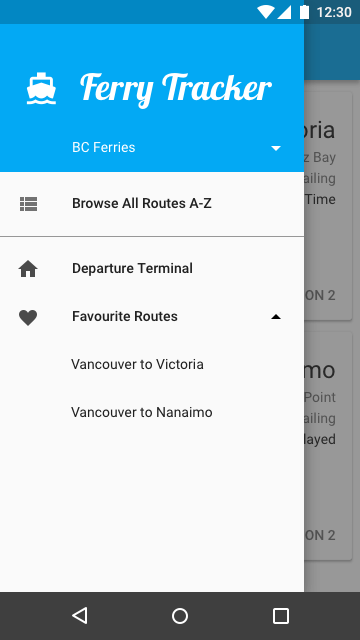 12:30
Ferry Tracker
BC Ferries
Browse All Routes A-Z
Departure Terminal
Favourite Routes
Vancouver to Victoria
Vancouver to Nanaimo
oria
z Bay
ailing
Time
ON 2
mo
Point
ailing
layed
ON 2